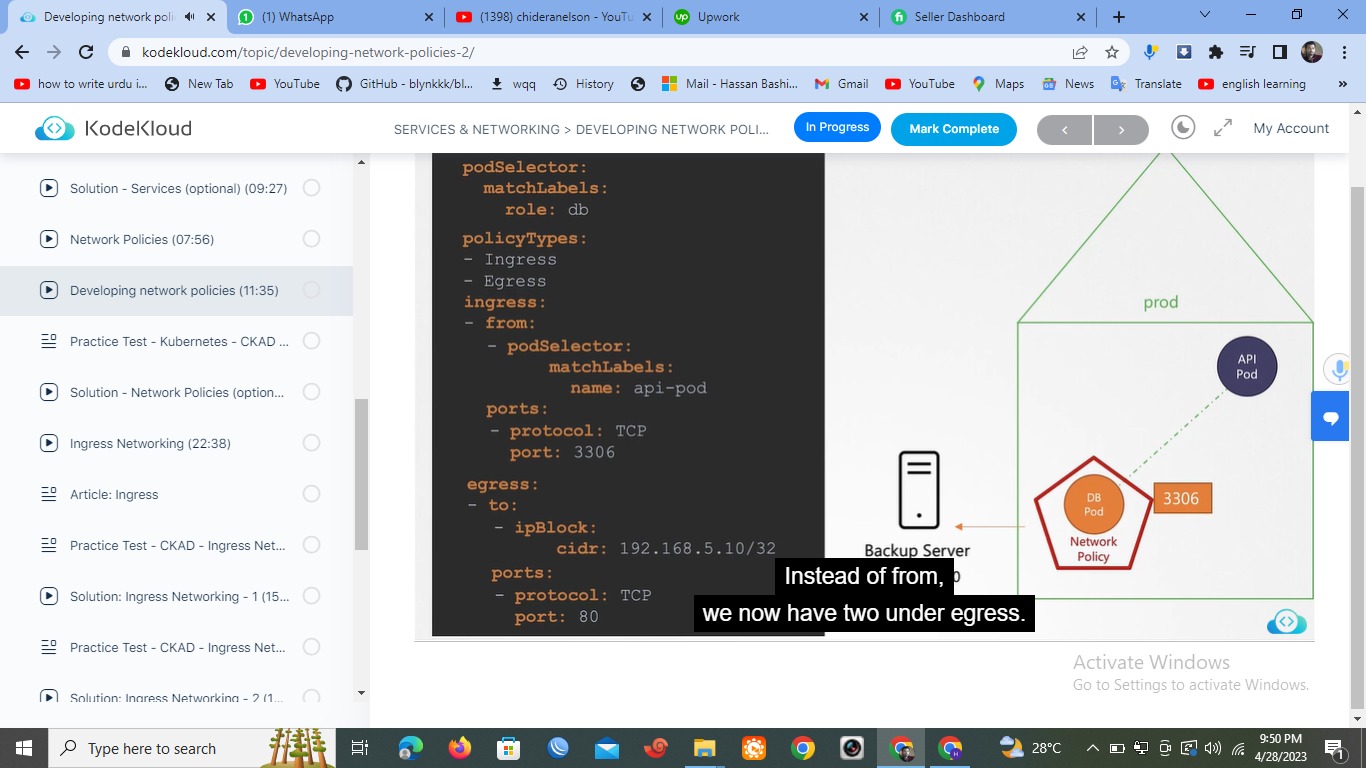 Developing network poli
(1) WhatsApp
(1398) chideranelson - YouTu
Upwork
Seller Dashboard
kodekloud.com/topic/developing-network-policies-2/
how to write urdu i...
New Tab
YouTube
GitHub - blynkkk/bl...
wqq
History
Mail - Hassan Bashi...
Gmail
YouTube
Maps
News
Translate
english learning
»
KodeKloud
SERVICES & NETWORKING > DEVELOPING NETWORK POLI...
In Progress
Mark Complete
My Account
Solution - Services (optional) (09:27)
Network Policies (07:56)
Developing network policies (11:35)
Practice Test - Kubernetes - CKAD ...
Solution - Network Policies (option...
Ingress Networking (22:38)
Article: Ingress
Practice Test - CKAD - Ingress Net...
Solution: Ingress Networking - 1 (15...
Practice Test - CKAD - Ingress Net...
Solution: Ingress Networking - 2 (1...
podSelector:
matchLabels:
role: db
policyTypes:
- Ingress
- Egress
ingress:
- from:
- podSelector:
matchLabels:
name: api-pod
ports:
- protocol: TCP
port: 3306
egress:
- to:
- ipBlock:
cidr: 192.168.5.10/32
ports:
- protocol: TCP
port: 80
prod
API
Pod
DB
Pod
3306
Network
Policy
Backup Server
0
Instead of from,
we now have two under egress.
Activate Windows
Go to Settings to activate Windows.
Type here to search
28°C
9:50 PM
4/28/2023
1